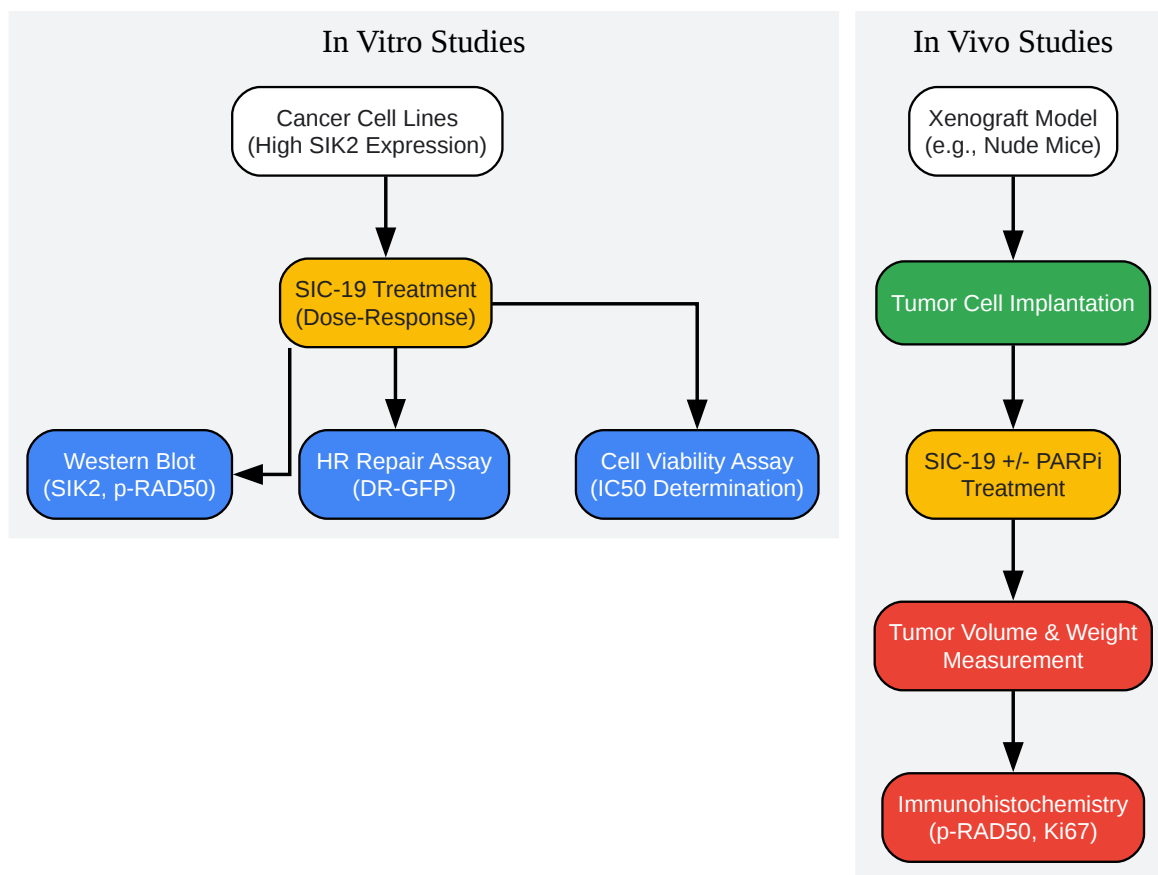 In Vitro Studies
Cancer Cell Lines
(High SIK2 Expression)
SIC-19 Treatment
(Dose-Response)
Western Blot
(SIK2, p-RAD50)
HR Repair Assay
(DR-GFP)
Cell Viability Assay
(IC50 Determination)
In Vivo Studies
Xenograft Model
(e.g., Nude Mice)
Tumor Cell Implantation
SIC-19 +/- PARPi
Treatment
Tumor Volume & Weight
Measurement
Immunohistochemistry
(p-RAD50, Ki67)